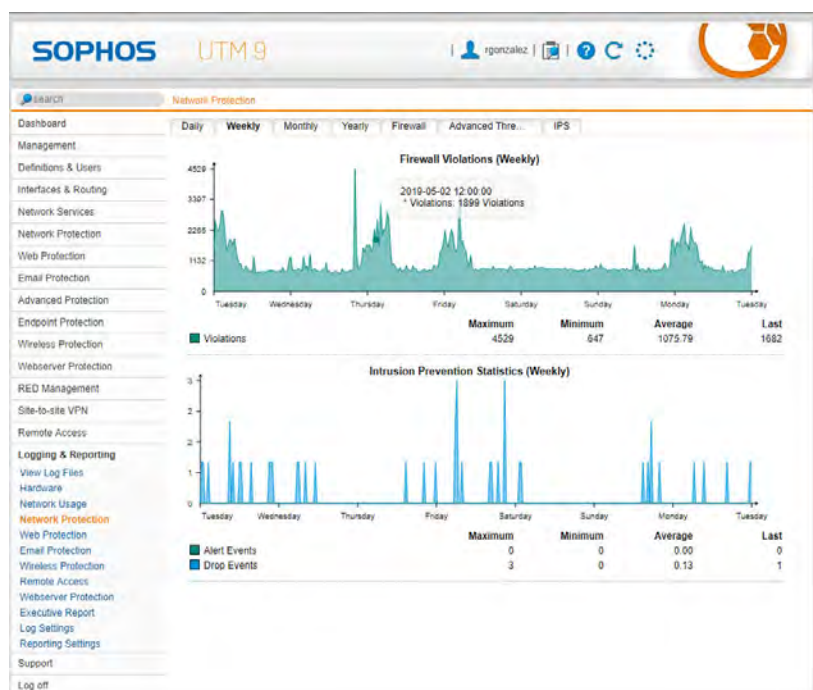 SOPHOS UTM 9 rgonzalez
search
Network Protection
Dashboard
Management
Definitions & Users
Interfaces & Routing
Network Services
Network Protection
Web Protection
Email Protection
Advanced Protection
Endpoint Protection
Wireless Protection
Webserver Protection
RED Management
Site-to-site VPN
Remote Access
Logging & Reporting
View Log Files
Hardware
Network Usage
Network Protection
Web Protection
Email Protection
Wireless Protection
Remote Access
Webserver Protection
Executive Report
Log Settings
Reporting Settings
Support
Log off
Daily Weekly Monthly Yearly Firewall Advanced Thre... IPS
Firewall Violations (Weekly)
4529
3397
2265
1132
0
2019-05-02 12:00:00
* Violations: 1899 Violations
Tuesday Wednesday Thursday Friday Saturday Sunday Monday Tuesday
Maximum Minimum Average Last
Violations 4529 647 1075.79 1682
Intrusion Prevention Statistics (Weekly)
3
2
2
1
0
Tuesday Wednesday Thursday Friday Saturday Sunday Monday Tuesday
Maximum Minimum Average Last
Alert Events 0 0 0.00 0
Drop Events 3 0 0.13 1